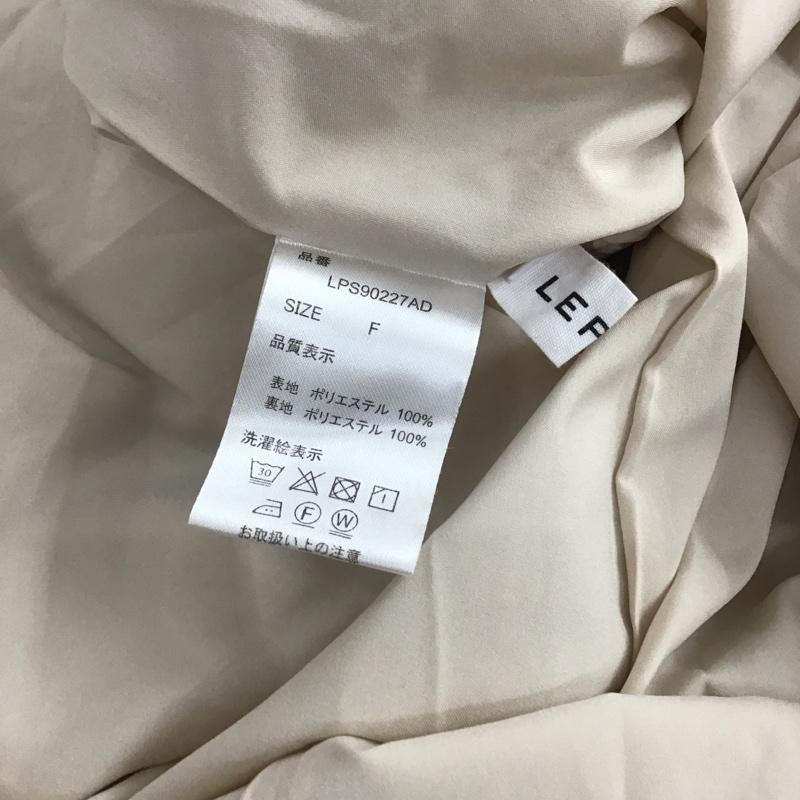 品番
LPS90227AD
SIZE F
品質表示
表地 ポリエステル 100%
裏地 ポリエステル 100%
洗濯絵表示
30
F W
お取扱い上の注意
LEP